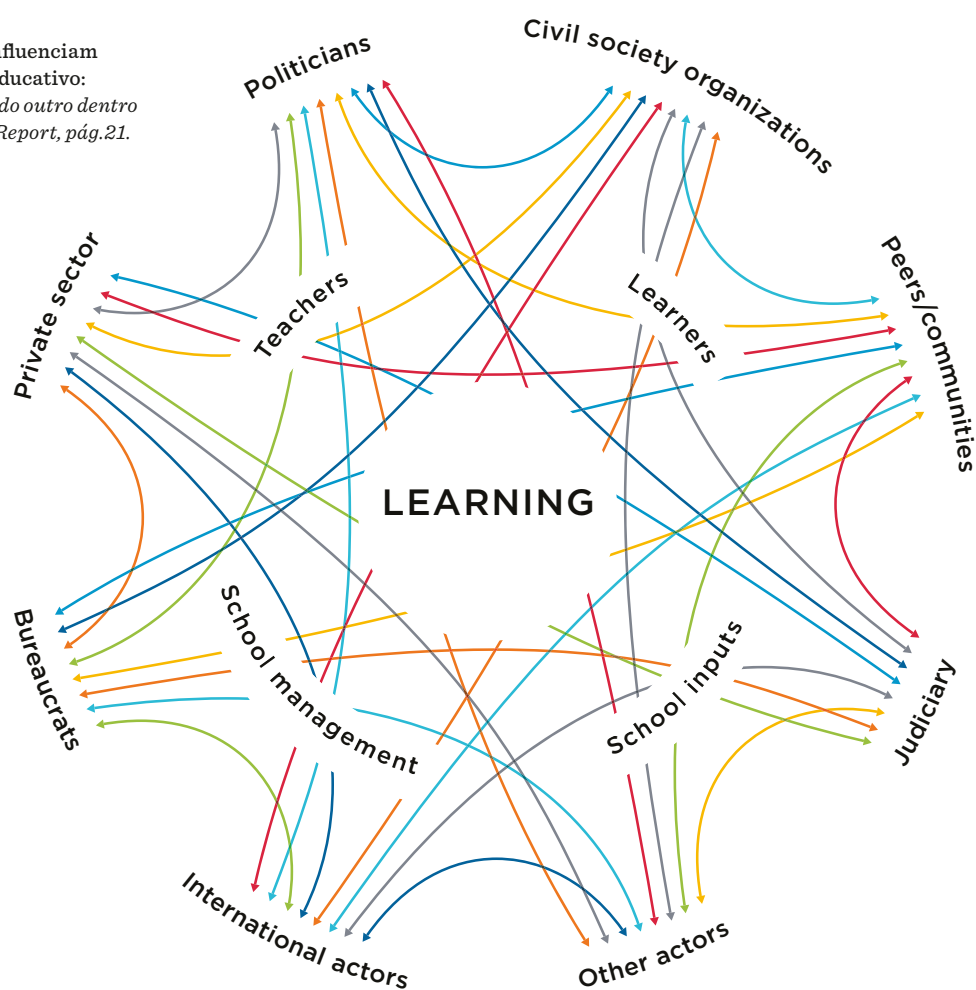 nfluenciam
ducativo:
do outro dentro
Report, pág.21.
Politicians
Civil society organizations
Private sector
Teachers
Learners
Peers/communities
LEARNING
Bureaucrats
School management
School inputs
Judiciary
International actors
Other actors